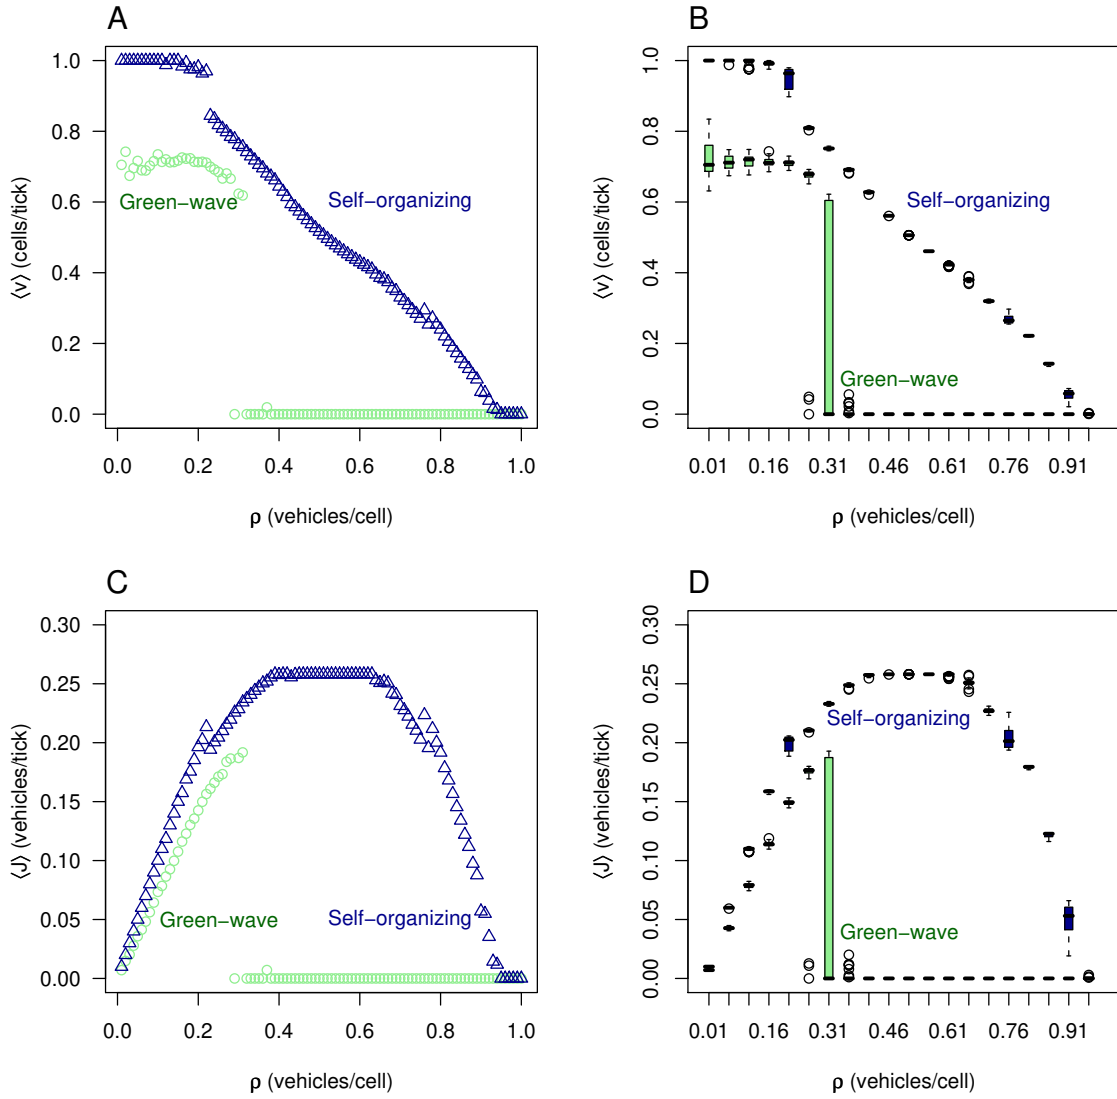 A
1.0
0.8
0.6
0.4
0.2
0.0
⟨v⟩ (cells/tick)
Green−wave
Self−organizing
0.0 0.2 0.4 0.6 0.8 1.0
ρ (vehicles/cell)
B
1.0
0.8
0.6
0.4
0.2
0.0
⟨v⟩ (cells/tick)
Self−organizing
Green−wave
0.01 0.16 0.31 0.46 0.61 0.76 0.91
ρ (vehicles/cell)
C
0.30
0.25
0.20
0.15
0.10
0.05
0.00
⟨J⟩ (vehicles/tick)
Green−wave
Self−organizing
0.0 0.2 0.4 0.6 0.8 1.0
ρ (vehicles/cell)
D
0.30
0.25
0.20
0.15
0.10
0.05
0.00
⟨J⟩ (vehicles/tick)
Self−organizing
Green−wave
0.01 0.16 0.31 0.46 0.61 0.76 0.91
ρ (vehicles/cell)